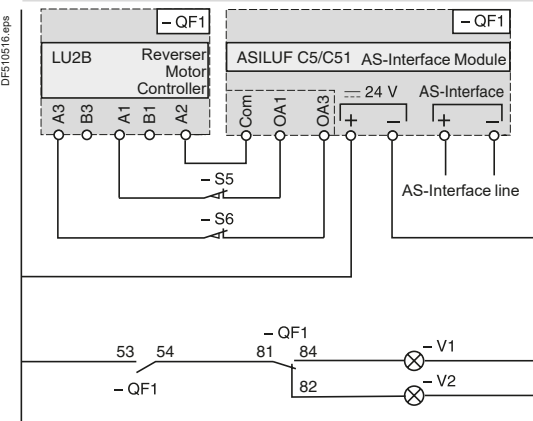 DF510516.eps
– QF1
– QF1
LU2B
Reverser
Motor
Controller
ASILUF C5/C51 AS-Interface Module
24 V
AS-Interface
A3 B3 A1 B1 A2
Com OA1 OA3
+ –
+ –
AS-Interface line
– S5
– S6
– QF1
53 54
81 84
– V1
– QF1
82
– V2